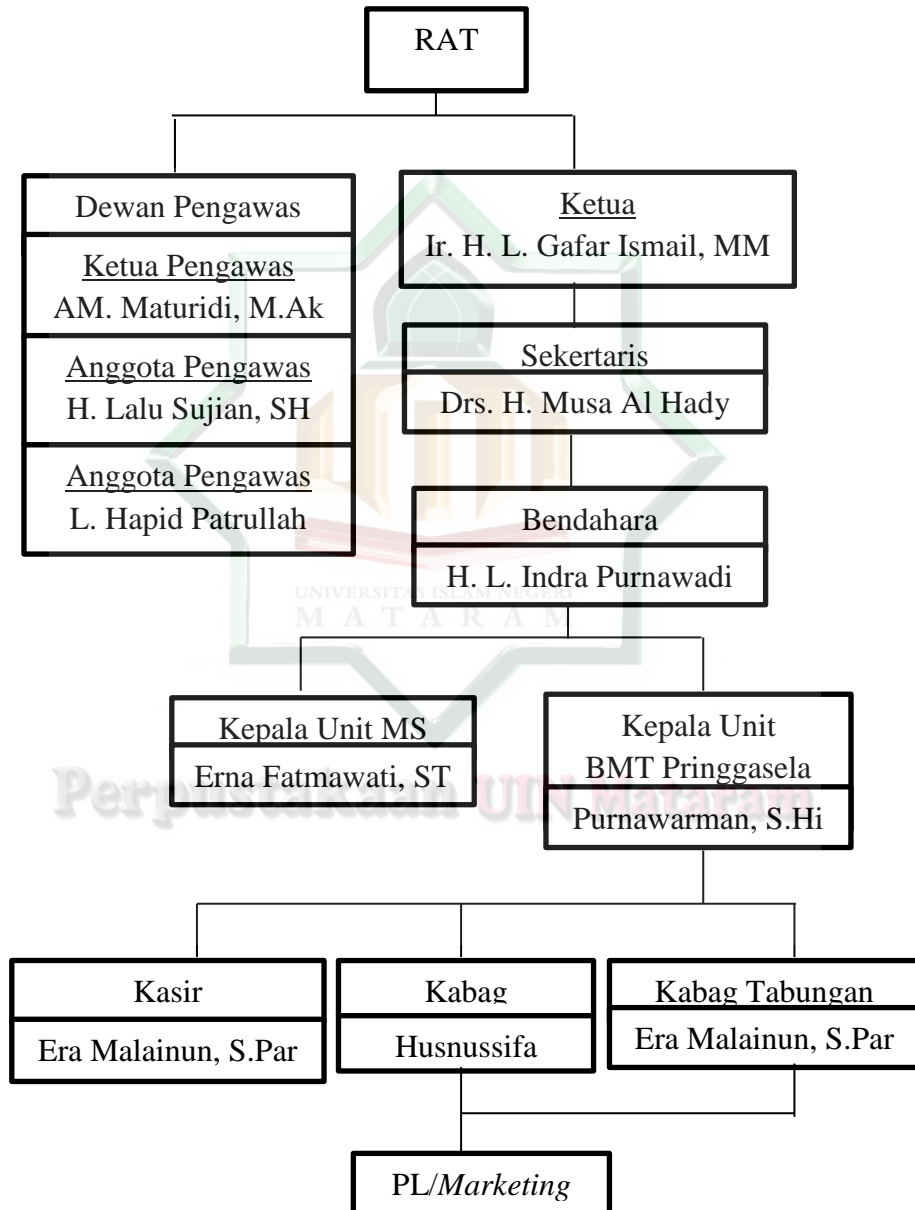 RAT
Dewan Pengawas
Ketua Pengawas
AM. Maturidi, M.Ak
Anggota Pengawas
H. Lalu Sujian, SH
Anggota Pengawas
L. Hapid Patrullah
Ketua
Ir. H. L. Gafar Ismail, MM
Sekertaris
Drs. H. Musa Al Hady
Bendahara
H. L. Indra Purnawadi
UNIVERSITAS ISLAM NEGERI
MATARAM
Kepala Unit MS
Erna Fatmawati, ST
Kepala Unit
BMT Pringgasela
Purnawarman, S.Hi
Perpustakaan UIN Mataram
Kasir
Era Malainun, S.Par
Kabag
Husnussifa
Kabag Tabungan
Era Malainun, S.Par
PL/Marketing